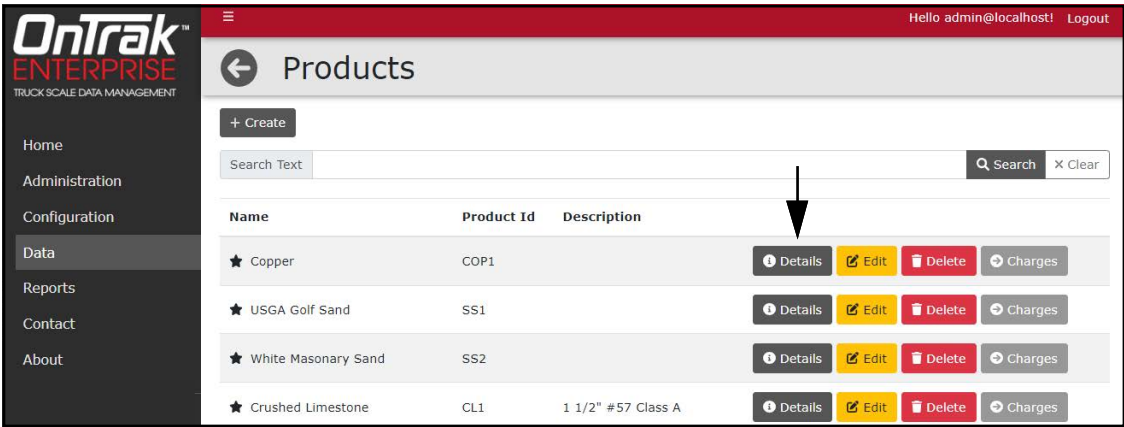 OnTrak™
ENTERPRISE
TRUCK SCALE DATA MANAGEMENT
Home
Administration
Configuration
Data
Reports
Contact
About
Hello admin@localhost! Logout
Products
+ Create
Search Text Search × Clear
Name Product Id Description
Copper COP1 Details Edit Delete Charges
USGA Golf Sand SS1 Details Edit Delete Charges
White Masonary Sand SS2 Details Edit Delete Charges
Crushed Limestone CL1 1 1/2" #57 Class A Details Edit Delete Charges